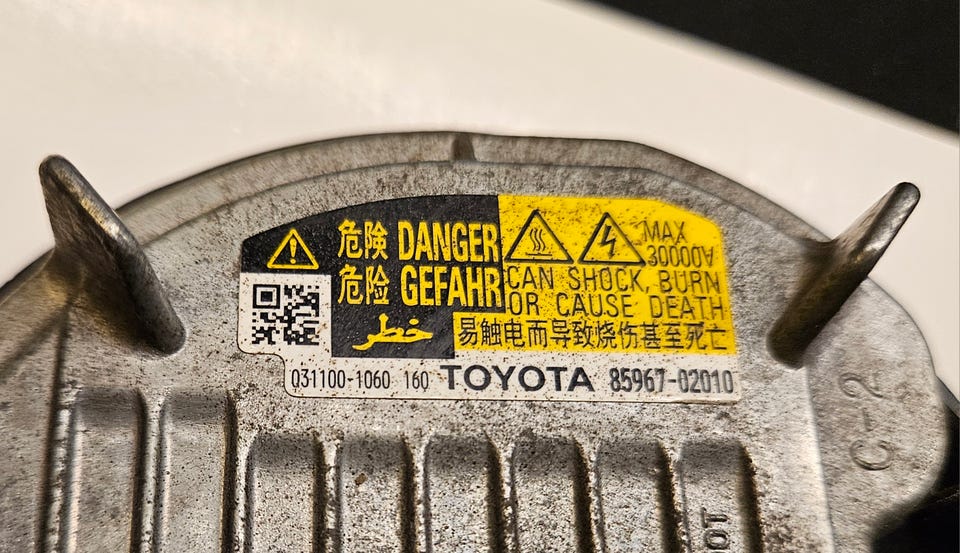 危険 DANGER
危险 GEFAHR
خطر
MAX
30000V
CAN SHOCK, BURN
OR CAUSE DEATH
易触电而导致烧伤甚至死亡
031100-1060 160 TOYOTA 85967-02010
C-2